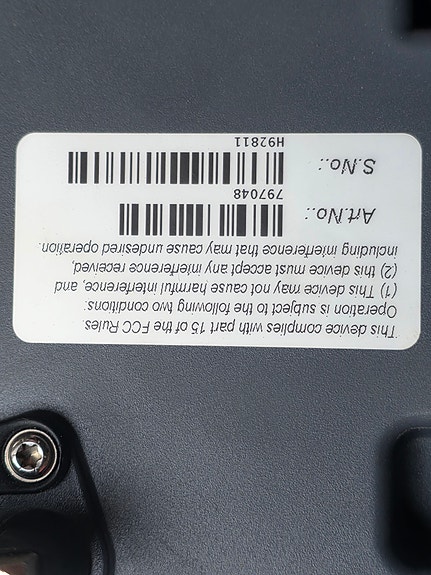 This device complies with part 15 of the FCC Rules.
Operation is subject to the following two conditions:
(1) This device may not cause harmful interference, and,
(2) this device must accept any interference received,
including interference that may cause undesired operation.
Art.No.:
797048
S.No.:
H92811